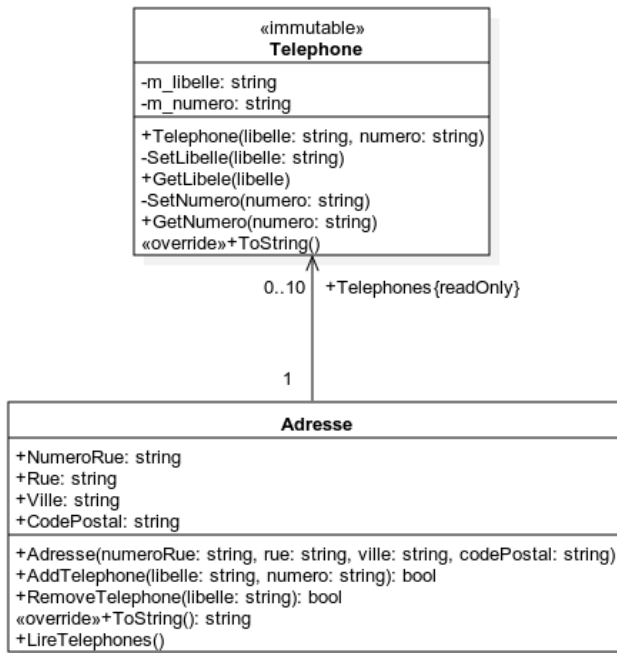 «immutable»
Telephone
-m_libelle: string
-m_numero: string
+Telephone(libelle: string, numero: string)
-SetLibelle(libelle: string)
+GetLibele(libelle)
-SetNumero(numero: string)
+GetNumero(numero: string)
«override»+ToString()
0..10 +Telephones{readOnly}
1
Adresse
+NumeroRue: string
+Rue: string
+Ville: string
+CodePostal: string
+Adresse(numeroRue: string, rue: string, ville: string, codePostal: string)
+AddTelephone(libelle: string, numero: string): bool
+RemoveTelephone(libelle: string): bool
«override»+ToString(): string
+LireTelephones()